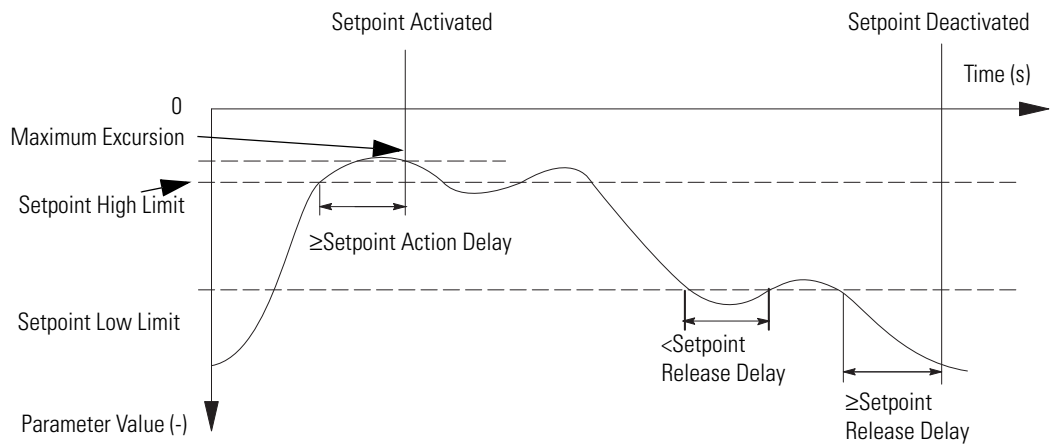 Setpoint Activated
Setpoint Deactivated
Time (s)
0
Maximum Excursion
Setpoint High Limit
≥Setpoint Action Delay
Setpoint Low Limit
<Setpoint
Release Delay
≥Setpoint
Release Delay
Parameter Value (-)